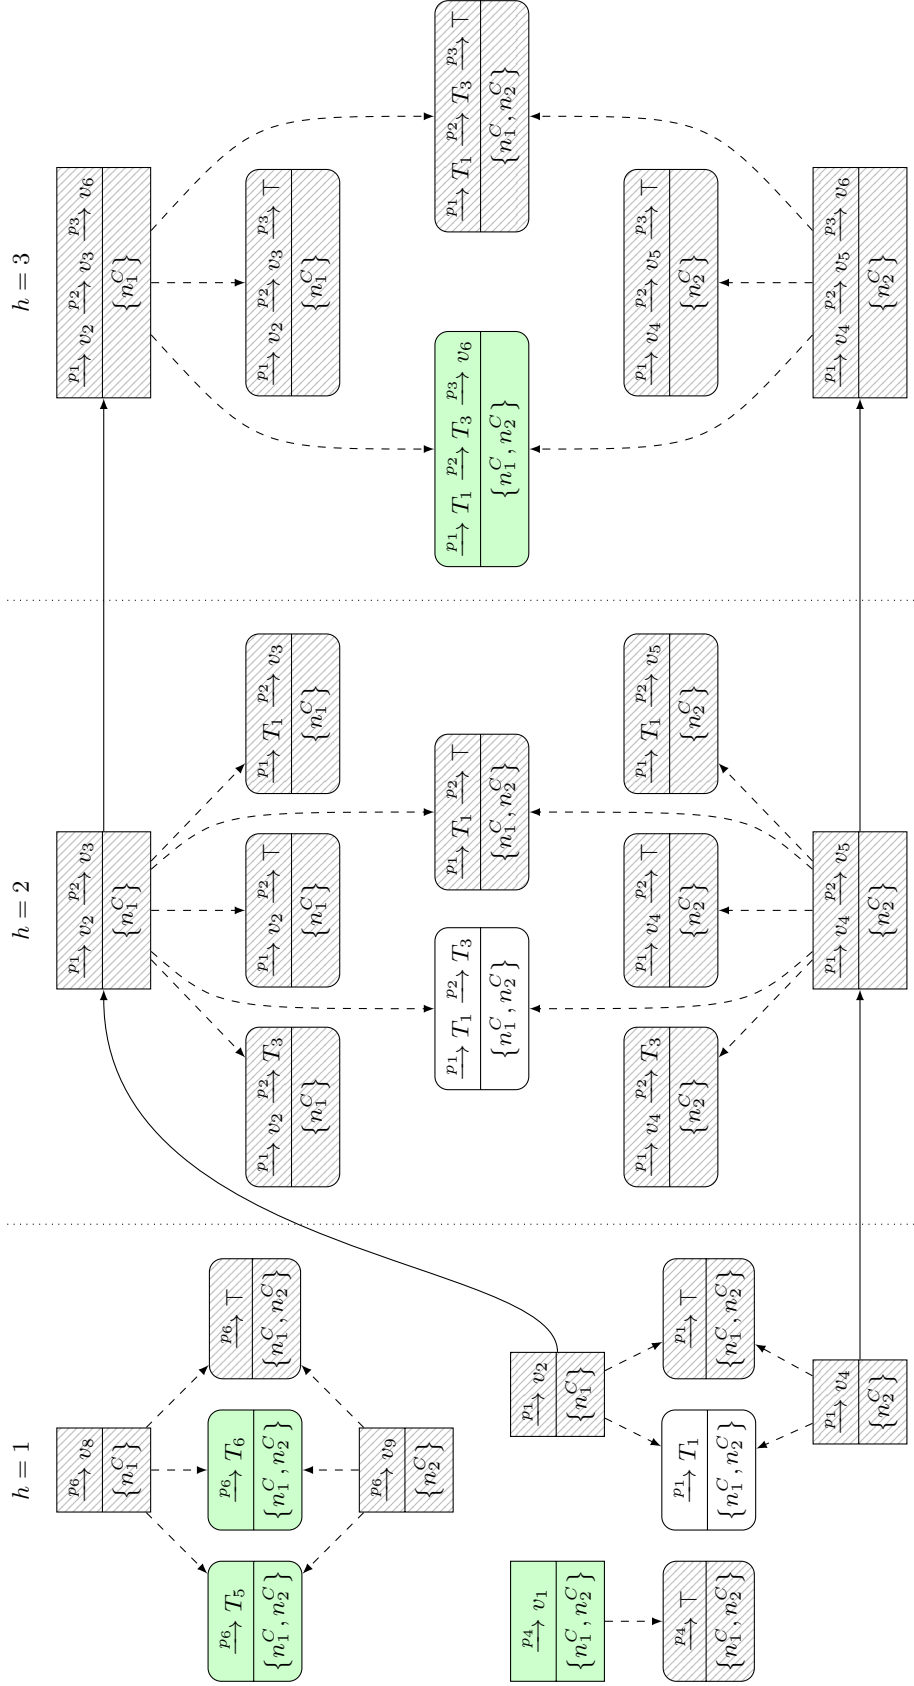 h = 1
—p₆→ v₈
{n₁ᶜ}
—p₆→ T₅
{n₁ᶜ, n₂ᶜ}
—p₆→ T₆
{n₁ᶜ, n₂ᶜ}
—p₆→ ⊤
{n₁ᶜ, n₂ᶜ}
—p₆→ v₉
{n₂ᶜ}
—p₄→ v₁
{n₁ᶜ, n₂ᶜ}
—p₁→ v₂
{n₁ᶜ}
—p₄→ ⊤
{n₁ᶜ, n₂ᶜ}
—p₁→ T₁
{n₁ᶜ, n₂ᶜ}
—p₁→ ⊤
{n₁ᶜ, n₂ᶜ}
—p₁→ v₄
{n₂ᶜ}
h = 2
—p₁→ v₂ —p₂→ v₃
{n₁ᶜ}
—p₁→ v₂ —p₂→ T₃
{n₁ᶜ}
—p₁→ v₂ —p₂→ ⊤
{n₁ᶜ}
—p₁→ T₁ —p₂→ v₃
{n₁ᶜ}
—p₁→ T₁ —p₂→ T₃
{n₁ᶜ, n₂ᶜ}
—p₁→ T₁ —p₂→ ⊤
{n₁ᶜ, n₂ᶜ}
—p₁→ v₄ —p₂→ T₃
{n₂ᶜ}
—p₁→ v₄ —p₂→ ⊤
{n₂ᶜ}
—p₁→ T₁ —p₂→ v₅
{n₂ᶜ}
—p₁→ v₄ —p₂→ v₅
{n₂ᶜ}
h = 3
—p₁→ v₂ —p₂→ v₃ —p₃→ v₆
{n₁ᶜ}
—p₁→ v₂ —p₂→ v₃ —p₃→ ⊤
{n₁ᶜ}
—p₁→ T₁ —p₂→ T₃ —p₃→ v₆
{n₁ᶜ, n₂ᶜ}
—p₁→ T₁ —p₂→ T₃ —p₃→ ⊤
{n₁ᶜ, n₂ᶜ}
—p₁→ v₄ —p₂→ v₅ —p₃→ ⊤
{n₂ᶜ}
—p₁→ v₄ —p₂→ v₅ —p₃→ v₆
{n₂ᶜ}